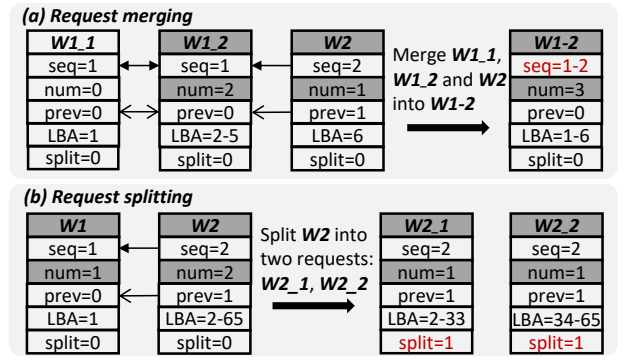 (a) Request merging
W1_1 W1_2 W2 W1-2
seq=1 seq=1 seq=2 seq=1-2
num=0 num=2 num=1 num=3
prev=0 prev=0 prev=1 prev=0
LBA=1 LBA=2-5 LBA=6 LBA=1-6
split=0 split=0 split=0 split=0
Merge W1_1,
W1_2 and W2
into W1-2
(b) Request splitting
W1 W2 W2_1 W2_2
seq=1 seq=2 seq=2 seq=2
num=1 num=2 num=1 num=1
prev=0 prev=1 prev=1 prev=1
LBA=1 LBA=2-65 LBA=2-33 LBA=34-65
split=0 split=0 split=1 split=1
Split W2 into
two requests:
W2_1, W2_2